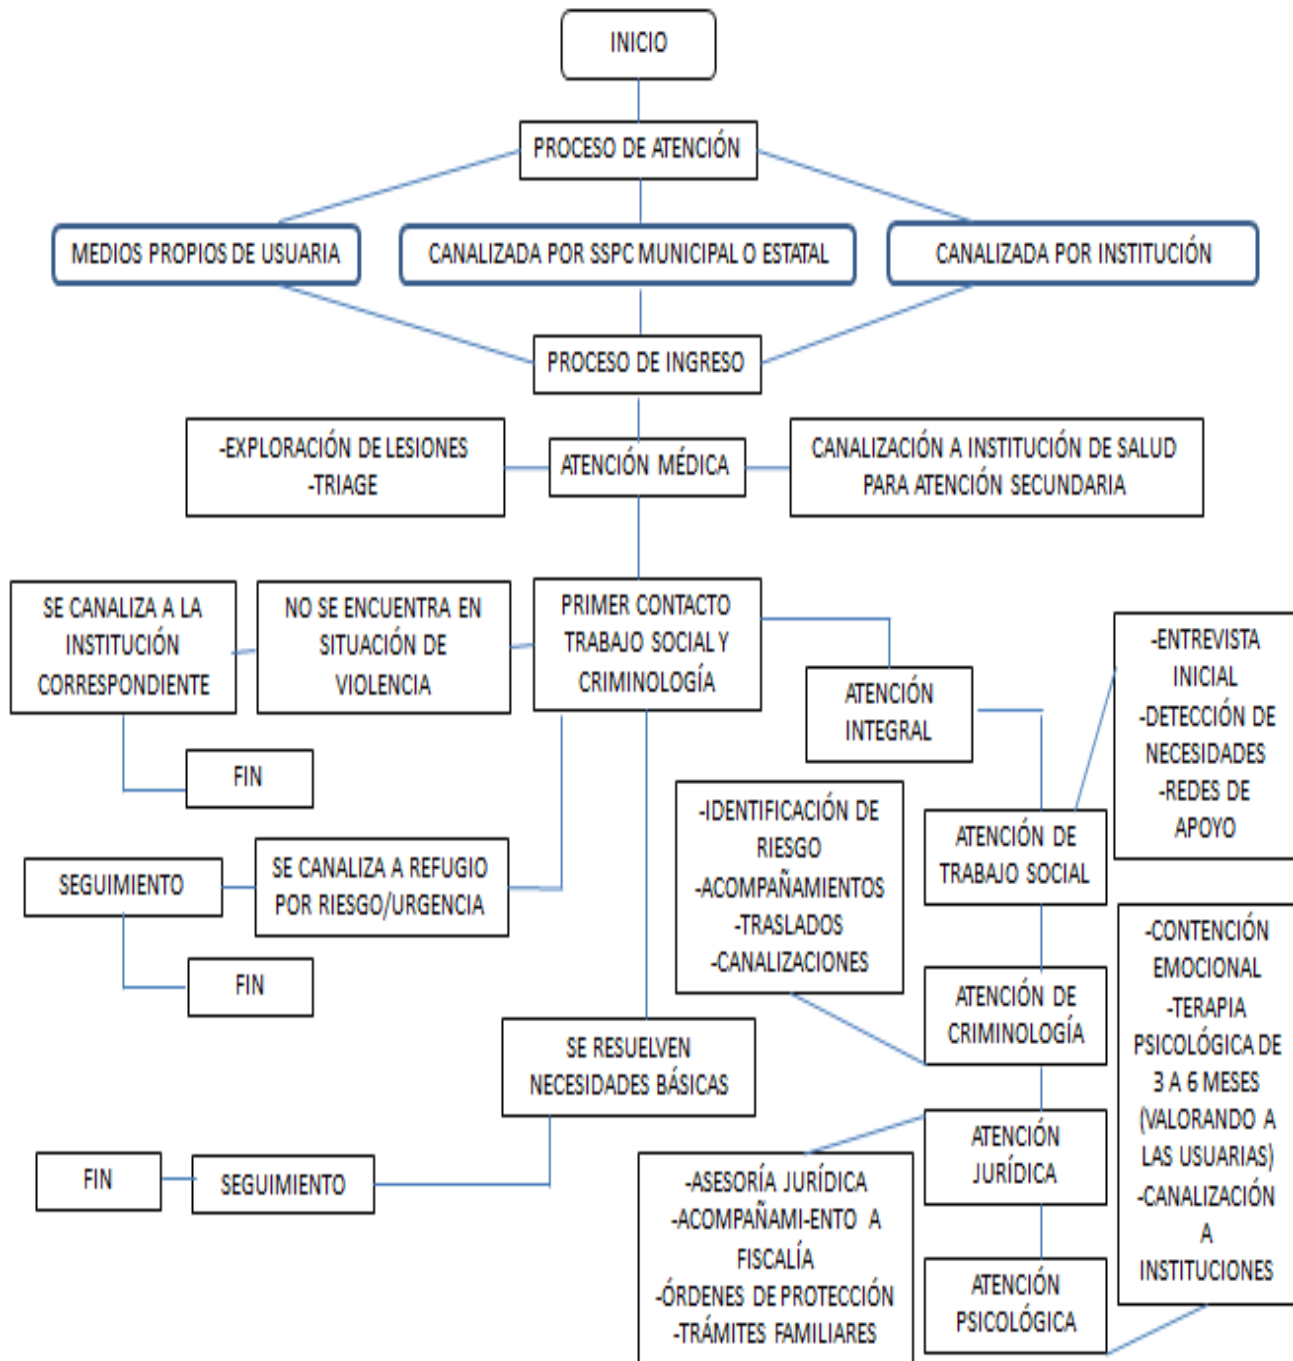 INICIO
PROCESO DE ATENCIÓN
MEDIOS PROPIOS DE USUARIA
CANALIZADA POR SSPC MUNICIPAL O ESTATAL
CANALIZADA POR INSTITUCIÓN
PROCESO DE INGRESO
-EXPLORACIÓN DE LESIONES
-TRIAGE
ATENCIÓN MÉDICA
CANALIZACIÓN A INSTITUCIÓN DE SALUD
PARA ATENCIÓN SECUNDARIA
SE CANALIZA A LA
INSTITUCIÓN
CORRESPONDIENTE
NO SE ENCUENTRA EN
SITUACIÓN DE
VIOLENCIA
PRIMER CONTACTO
TRABAJO SOCIAL Y
CRIMINOLOGÍA
ATENCIÓN
INTEGRAL
-ENTREVISTA
INICIAL
-DETECCIÓN DE
NECESIDADES
-REDES DE
APOYO
FIN
-IDENTIFICACIÓN DE
RIESGO
-ACOMPAÑAMIENTOS
-TRASLADOS
-CANALIZACIONES
ATENCIÓN DE
TRABAJO SOCIAL
SEGUIMIENTO
SE CANALIZA A REFUGIO
POR RIESGO/URGENCIA
FIN
ATENCIÓN DE
CRIMINOLOGÍA
-CONTENCIÓN
EMOCIONAL
-TERAPIA
PSICOLÓGICA DE
3 A 6 MESES
(VALORANDO A
LAS USUARIAS)
-CANALIZACIÓN
A
INSTITUCIONES
SE RESUELVEN
NECESIDADES BÁSICAS
ATENCIÓN
JURÍDICA
FIN
SEGUIMIENTO
-ASESORÍA JURÍDICA
-ACOMPAÑAMI-ENTO A
FISCALÍA
-ÓRDENES DE PROTECCIÓN
-TRÁMITES FAMILIARES
ATENCIÓN
PSICOLÓGICA